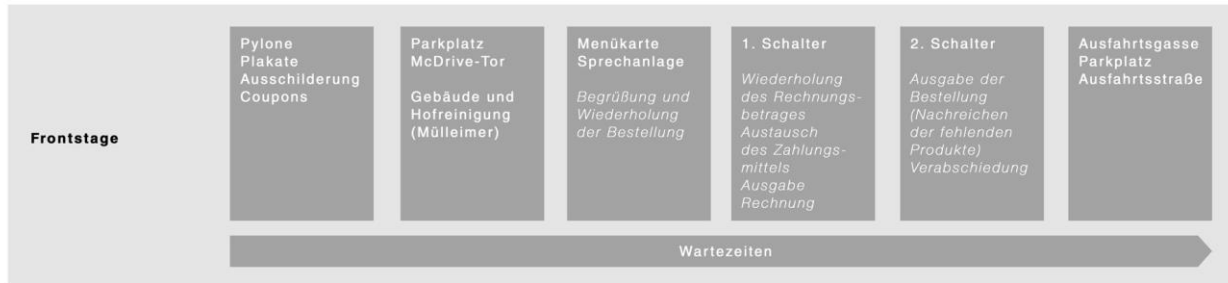 Frontstage
Pylone
Plakate
Ausschilderung
Coupons
Parkplatz
McDrive-Tor
Gebäude und
Hofreinigung
(Mülleimer)
Menükarte
Sprechanlage
Begrüßung und
Wiederholung
der Bestellung
1. Schalter
Wiederholung
des Rechnungs-
betrages
Austausch
des Zahlungs-
mittels
Ausgabe
Rechnung
2. Schalter
Ausgabe der
Bestellung
(Nachreichen
der fehlenden
Produkte)
Verabschiedung
Ausfahrtsgasse
Parkplatz
Ausfahrtsstraße
Wartezeiten